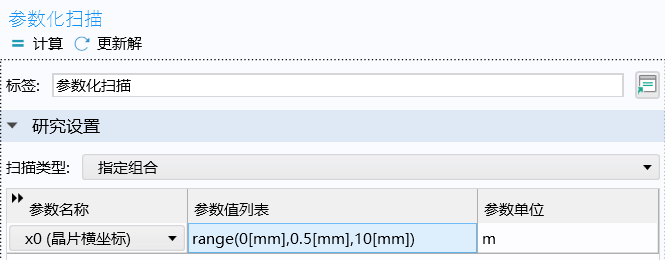 参数化扫描
计算 更新解
标签: 参数化扫描
研究设置
扫描类型: 指定组合
参数名称 参数值列表 参数单位
x0 (晶片横坐标) range(0[mm],0.5[mm],10[mm]) m